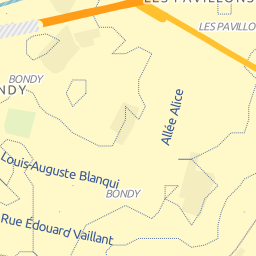 LES PAVILLONS
LES PAVILLO
BONDY
NDY
Allée Alice
Louis-Auguste Blanqui
BONDY
Rue Édouard Vaillant